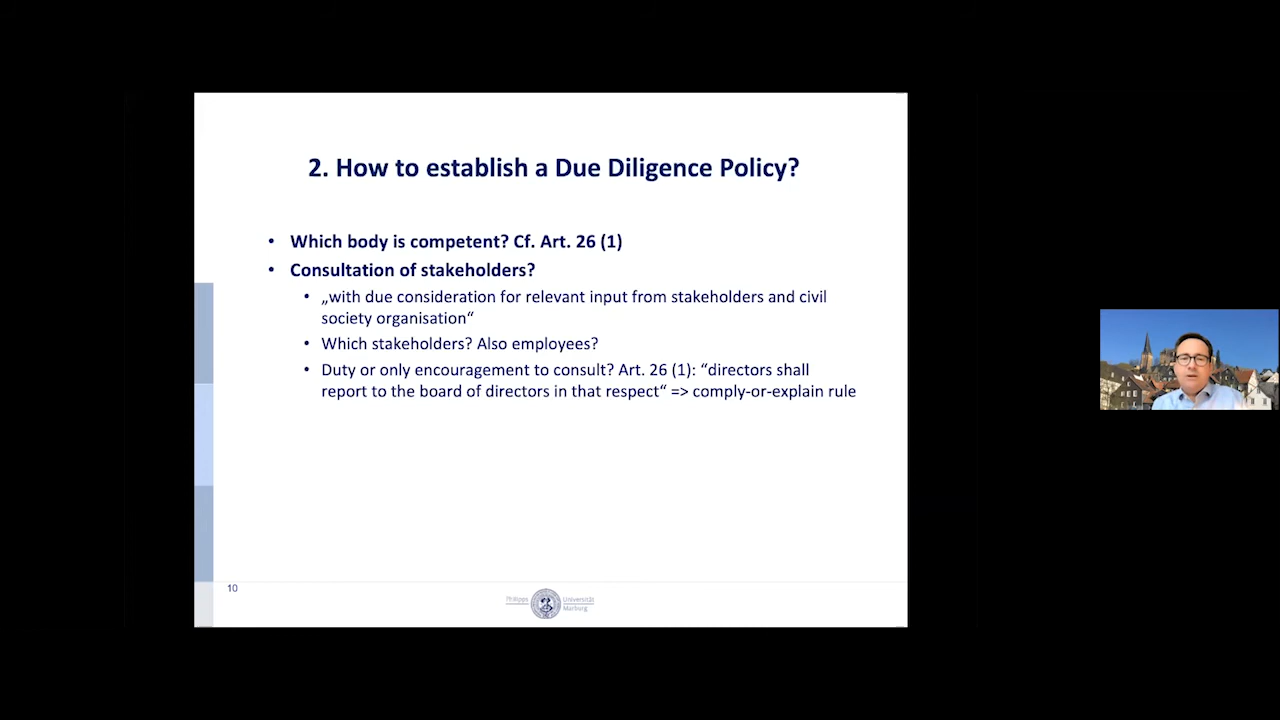 2. How to establish a Due Diligence Policy?
• Which body is competent? Cf. Art. 26 (1)
• Consultation of stakeholders?
• „with due consideration for relevant input from stakeholders and civil
society organisation“
• Which stakeholders? Also employees?
• Duty or only encouragement to consult? Art. 26 (1): “directors shall
report to the board of directors in that respect“ => comply-or-explain rule
10
Philipps
Universität
Marburg